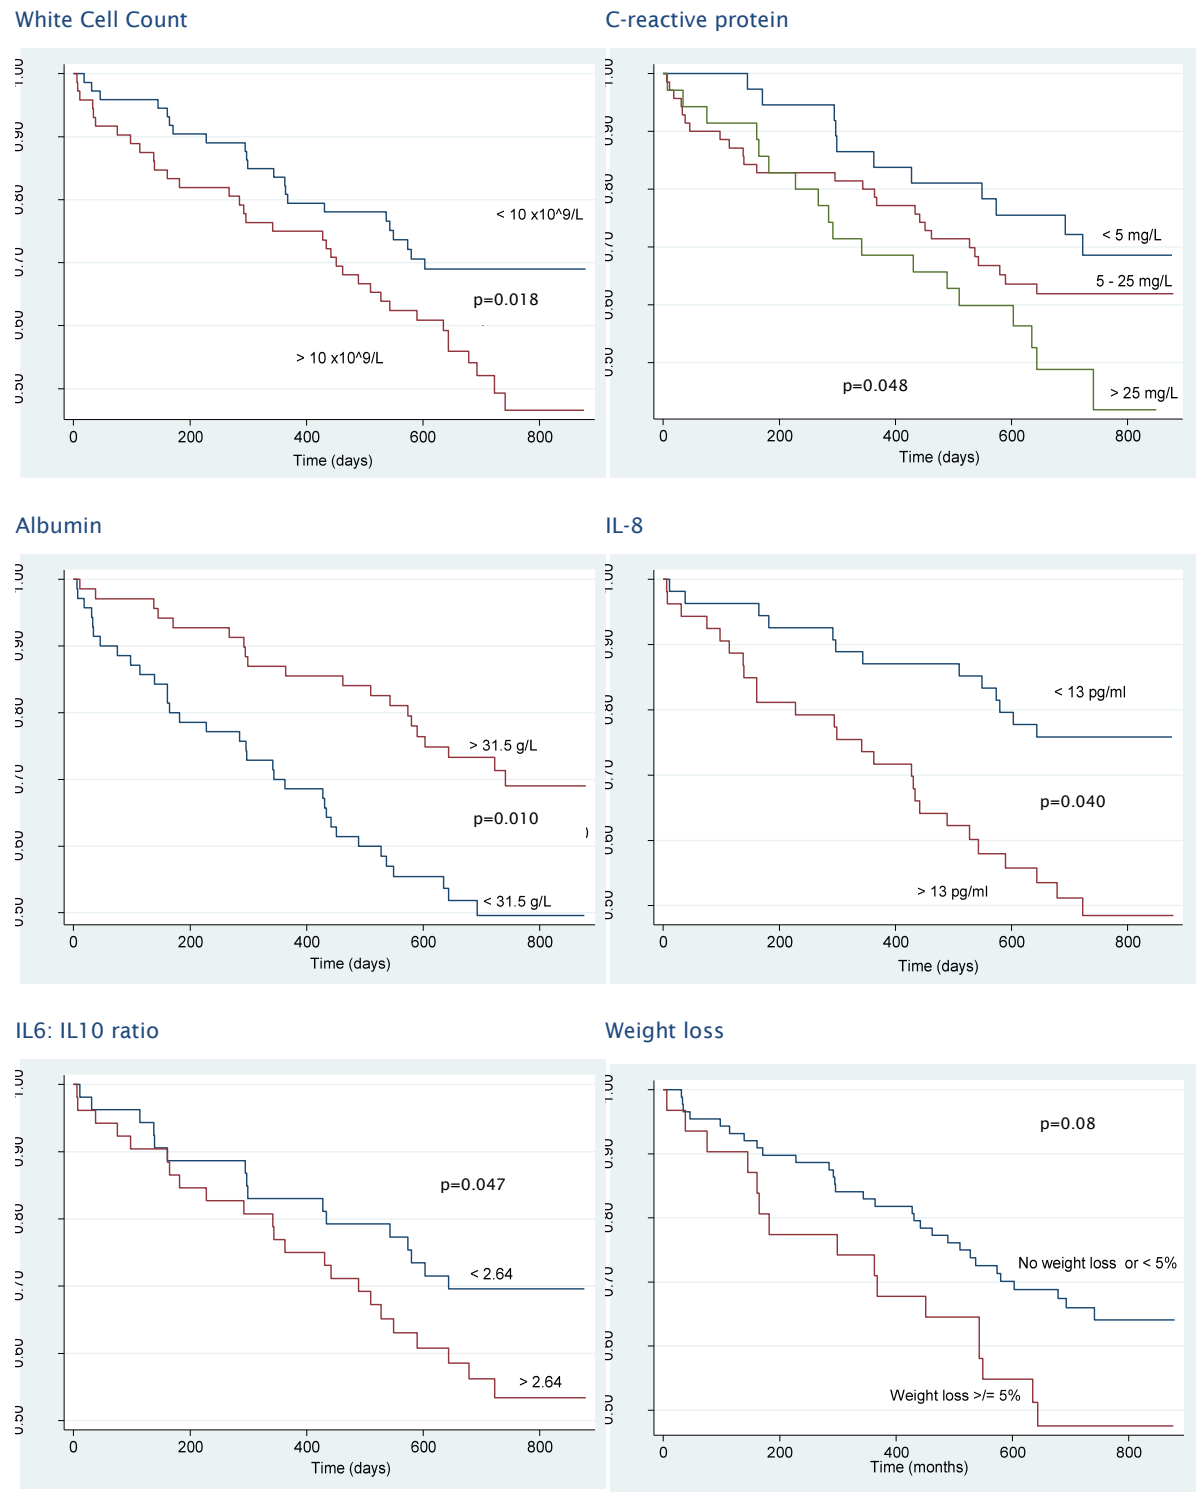 White Cell Count
< 10 x10^9/L
p=0.018
> 10 x10^9/L
0 200 400 600 800
Time (days)
C-reactive protein
< 5 mg/L
5 - 25 mg/L
p=0.048
> 25 mg/L
0 200 400 600 800
Time (days)
Albumin
> 31.5 g/L
p=0.010
< 31.5 g/L
0 200 400 600 800
Time (days)
IL-8
< 13 pg/ml
p=0.040
> 13 pg/ml
0 200 400 600 800
Time (days)
IL6: IL10 ratio
p=0.047
< 2.64
> 2.64
0 200 400 600 800
Time (days)
Weight loss
p=0.08
No weight loss or < 5%
Weight loss >/= 5%
0 200 400 600 800
Time (months)